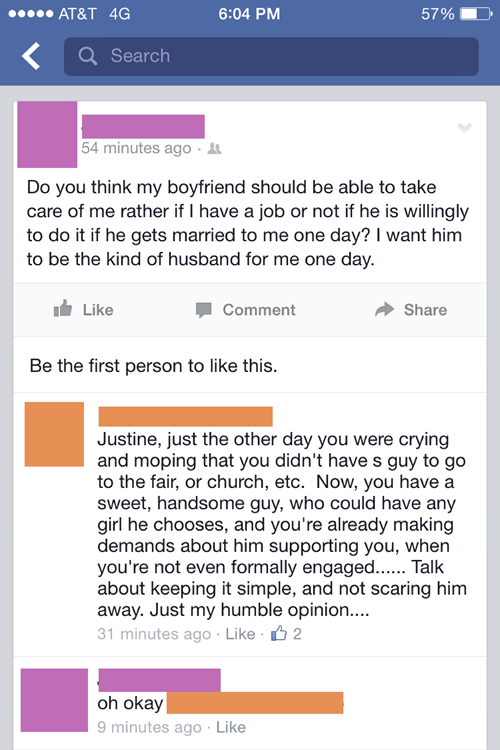 AT&T 4G 6:04 PM 57%
Search
54 minutes ago ·
Do you think my boyfriend should be able to take
care of me rather if I have a job or not if he is willingly
to do it if he gets married to me one day? I want him
to be the kind of husband for me one day.
Like Comment Share
Be the first person to like this.
Justine, just the other day you were crying
and moping that you didn't have s guy to go
to the fair, or church, etc.  Now, you have a
sweet, handsome guy, who could have any
girl he chooses, and you're already making
demands about him supporting you, when
you're not even formally engaged...... Talk
about keeping it simple, and not scaring him
away. Just my humble opinion....
31 minutes ago · Like · 2
oh okay
9 minutes ago · Like